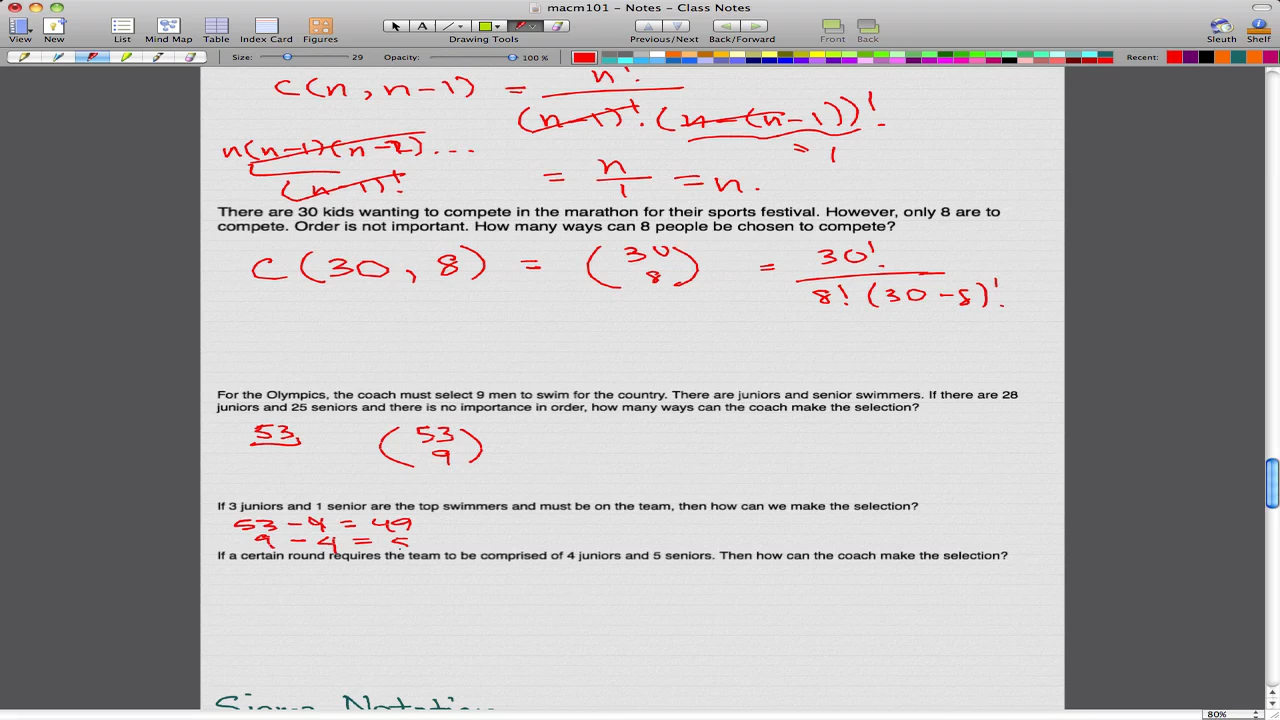 macm101 - Notes - Class Notes
View New List Mind Map Table Index Card Figures Drawing Tools Previous/Next Back/Forward Front Back Sleuth Shelf
Size: 29 Opacity: 100 % Recent:
C(n, n-1) = n! / (n-1)! (n-(n-1))!
= 1
n(n-1)(n-2)... / (n-1)!
= n/1 = n.
There are 30 kids wanting to compete in the marathon for their sports festival. However, only 8 are to
compete. Order is not important. How many ways can 8 people be chosen to compete?
C(30, 8) = (30 8) = 30! / 8! (30-8)!
For the Olympics, the coach must select 9 men to swim for the country. There are juniors and senior swimmers. If there are 28
juniors and 25 seniors and there is no importance in order, how many ways can the coach make the selection?
53 (53 9)
If 3 juniors and 1 senior are the top swimmers and must be on the team, then how can we make the selection?
53 - 4 = 49
9 - 4 = 5
If a certain round requires the team to be comprised of 4 juniors and 5 seniors. Then how can the coach make the selection?
Sigma Notation
80%